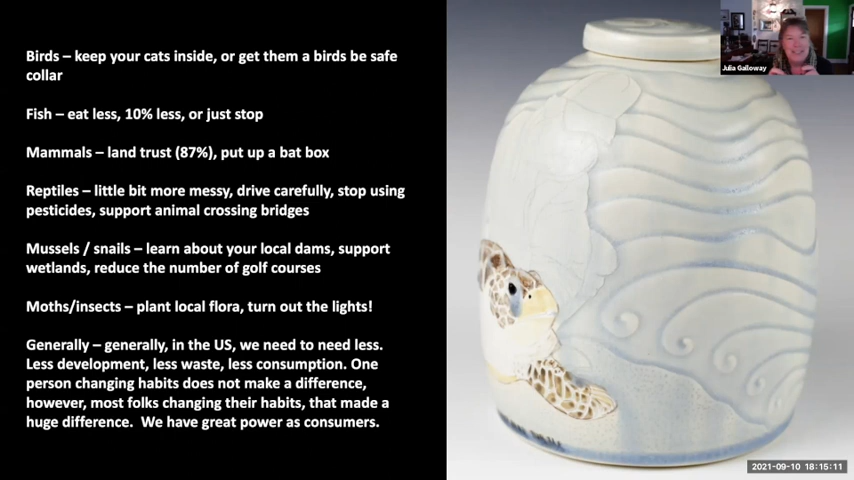 Birds – keep your cats inside, or get them a birds be safe
collar
Fish – eat less, 10% less, or just stop
Mammals – land trust (87%), put up a bat box
Reptiles – little bit more messy, drive carefully, stop using
pesticides, support animal crossing bridges
Mussels / snails – learn about your local dams, support
wetlands, reduce the number of golf courses
Moths/insects – plant local flora, turn out the lights!
Generally – generally, in the US, we need to need less.
Less development, less waste, less consumption. One
person changing habits does not make a difference,
however, most folks changing their habits, that made a
huge difference.  We have great power as consumers.
Julia Galloway
2021-09-10 18:15:11